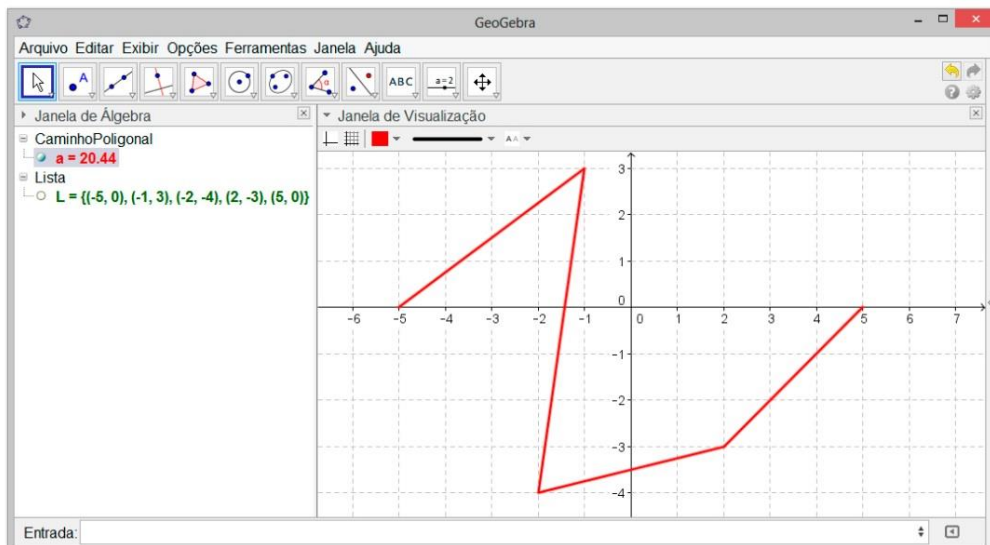 GeoGebra
Arquivo Editar Exibir Opções Ferramentas Janela Ajuda
A
α
ABC
a=2
Janela de Álgebra
Janela de Visualização
A A
CaminhoPoligonal
a = 20.44
Lista
L = {(-5, 0), (-1, 3), (-2, -4), (2, -3), (5, 0)}
3
2
1
0
-6 -5 -4 -3 -2 -1 0 1 2 3 4 5 6 7
-1
-2
-3
-4
Entrada: